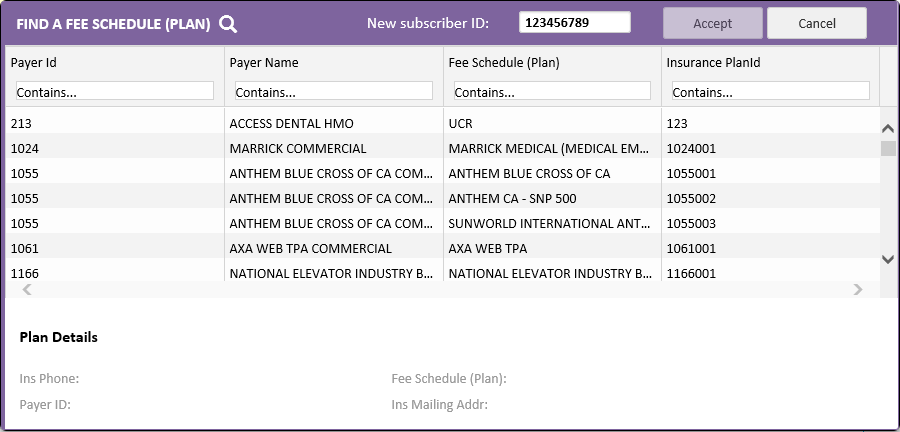 FIND A FEE SCHEDULE (PLAN) New subscriber ID: 123456789 Accept Cancel
Payer Id Payer Name Fee Schedule (Plan) Insurance PlanId
Contains... Contains... Contains... Contains...
213 ACCESS DENTAL HMO UCR 123
1024 MARRICK COMMERCIAL MARRICK MEDICAL (MEDICAL EM... 1024001
1055 ANTHEM BLUE CROSS OF CA COM... ANTHEM BLUE CROSS OF CA 1055001
1055 ANTHEM BLUE CROSS OF CA COM... ANTHEM CA - SNP 500 1055002
1055 ANTHEM BLUE CROSS OF CA COM... SUNWORLD INTERNATIONAL ANT... 1055003
1061 AXA WEB TPA COMMERCIAL AXA WEB TPA 1061001
1166 NATIONAL ELEVATOR INDUSTRY B... NATIONAL ELEVATOR INDUSTRY B... 1166001
Plan Details
Ins Phone: Fee Schedule (Plan):
Payer ID: Ins Mailing Addr: